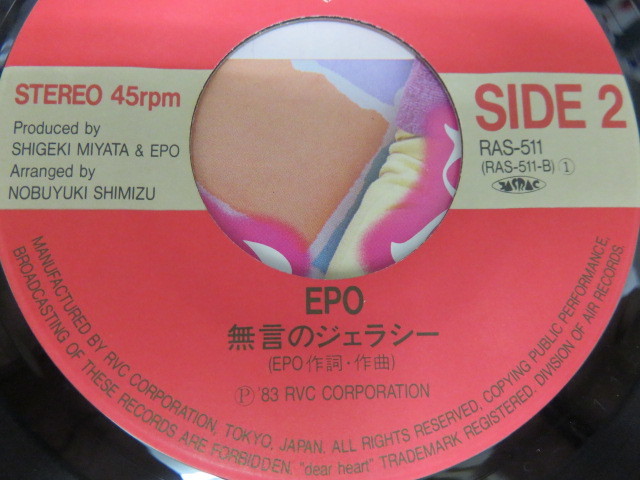 STEREO 45rpm
Produced by
SHIGEKI MIYATA & EPO
Arranged by
NOBUYUKI SHIMIZU
SIDE 2
RAS-511
(RAS-511-B) ①
JASRAC
EPO
無言のジェラシー
(EPO作詞・作曲)
Ⓟ '83 RVC CORPORATION
MANUFACTURED BY RVC CORPORATION, TOKYO, JAPAN. ALL RIGHTS RESERVED, COPYING PUBLIC PERFORMANCE.
BROADCASTING OF THESE RECORDS ARE FORBIDDEN. "dear heart" TRADEMARK REGISTERED. DIVISION OF AIR RECORDS.